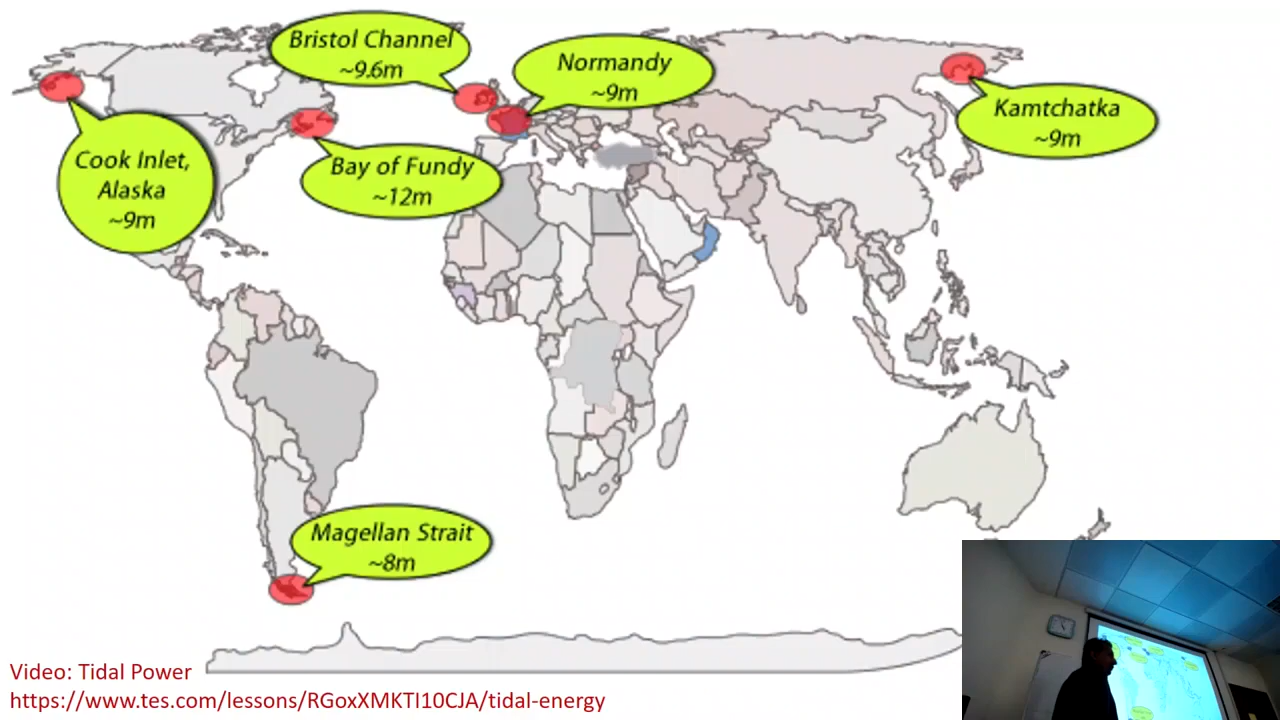 Bristol Channel
~9.6m
Normandy
~9m
Kamtchatka
~9m
Cook Inlet,
Alaska
~9m
Bay of Fundy
~12m
Magellan Strait
~8m
Video: Tidal Power
https://www.tes.com/lessons/RGoxXMKTl10CJA/tidal-energy